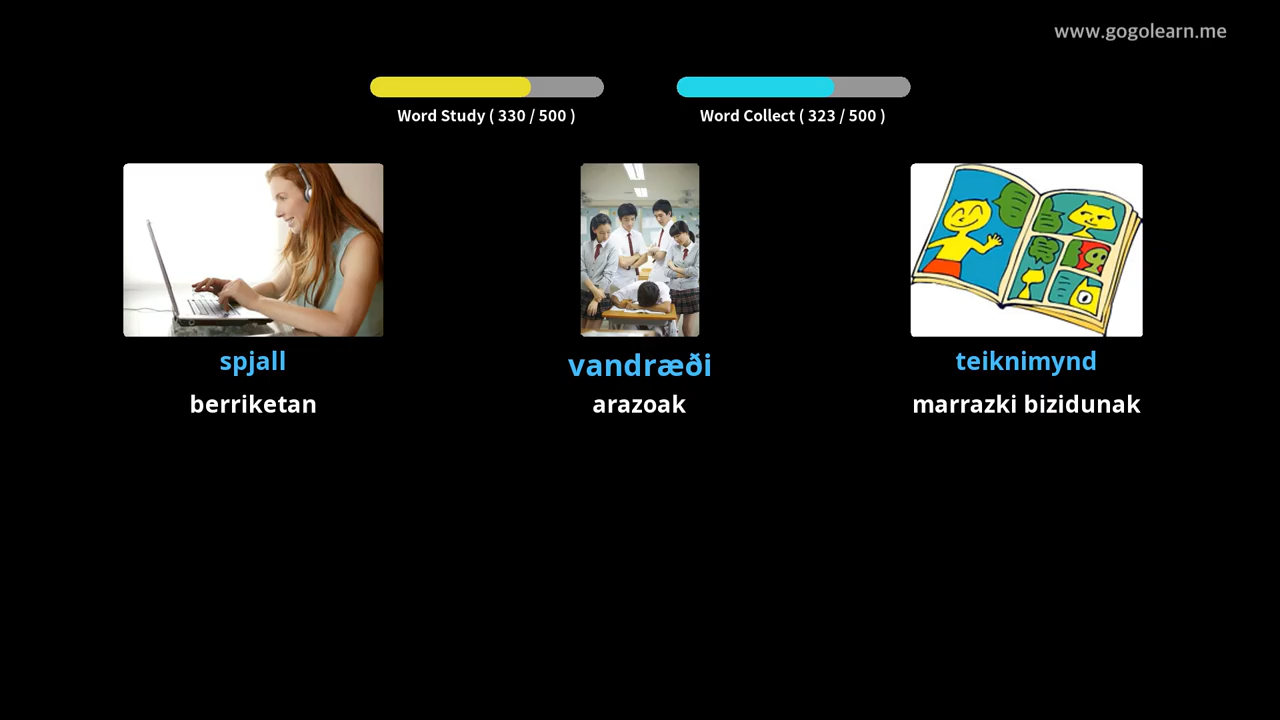 www.gogolearn.me
Word Study ( 330 / 500 )
Word Collect ( 323 / 500 )
spjall
vandræði
teiknimynd
berriketan
arazoak
marrazki bizidunak